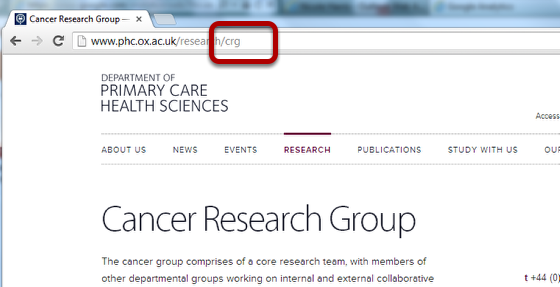 Cancer Research Group —
www.phc.ox.ac.uk/research/crg
DEPARTMENT OF
PRIMARY CARE
HEALTH SCIENCES
Access
ABOUT US NEWS EVENTS RESEARCH PUBLICATIONS STUDY WITH US OU
Cancer Research Group
The cancer group comprises of a core research team, with members
of other departmental groups working on internal and external collaborative
t +44 (0)